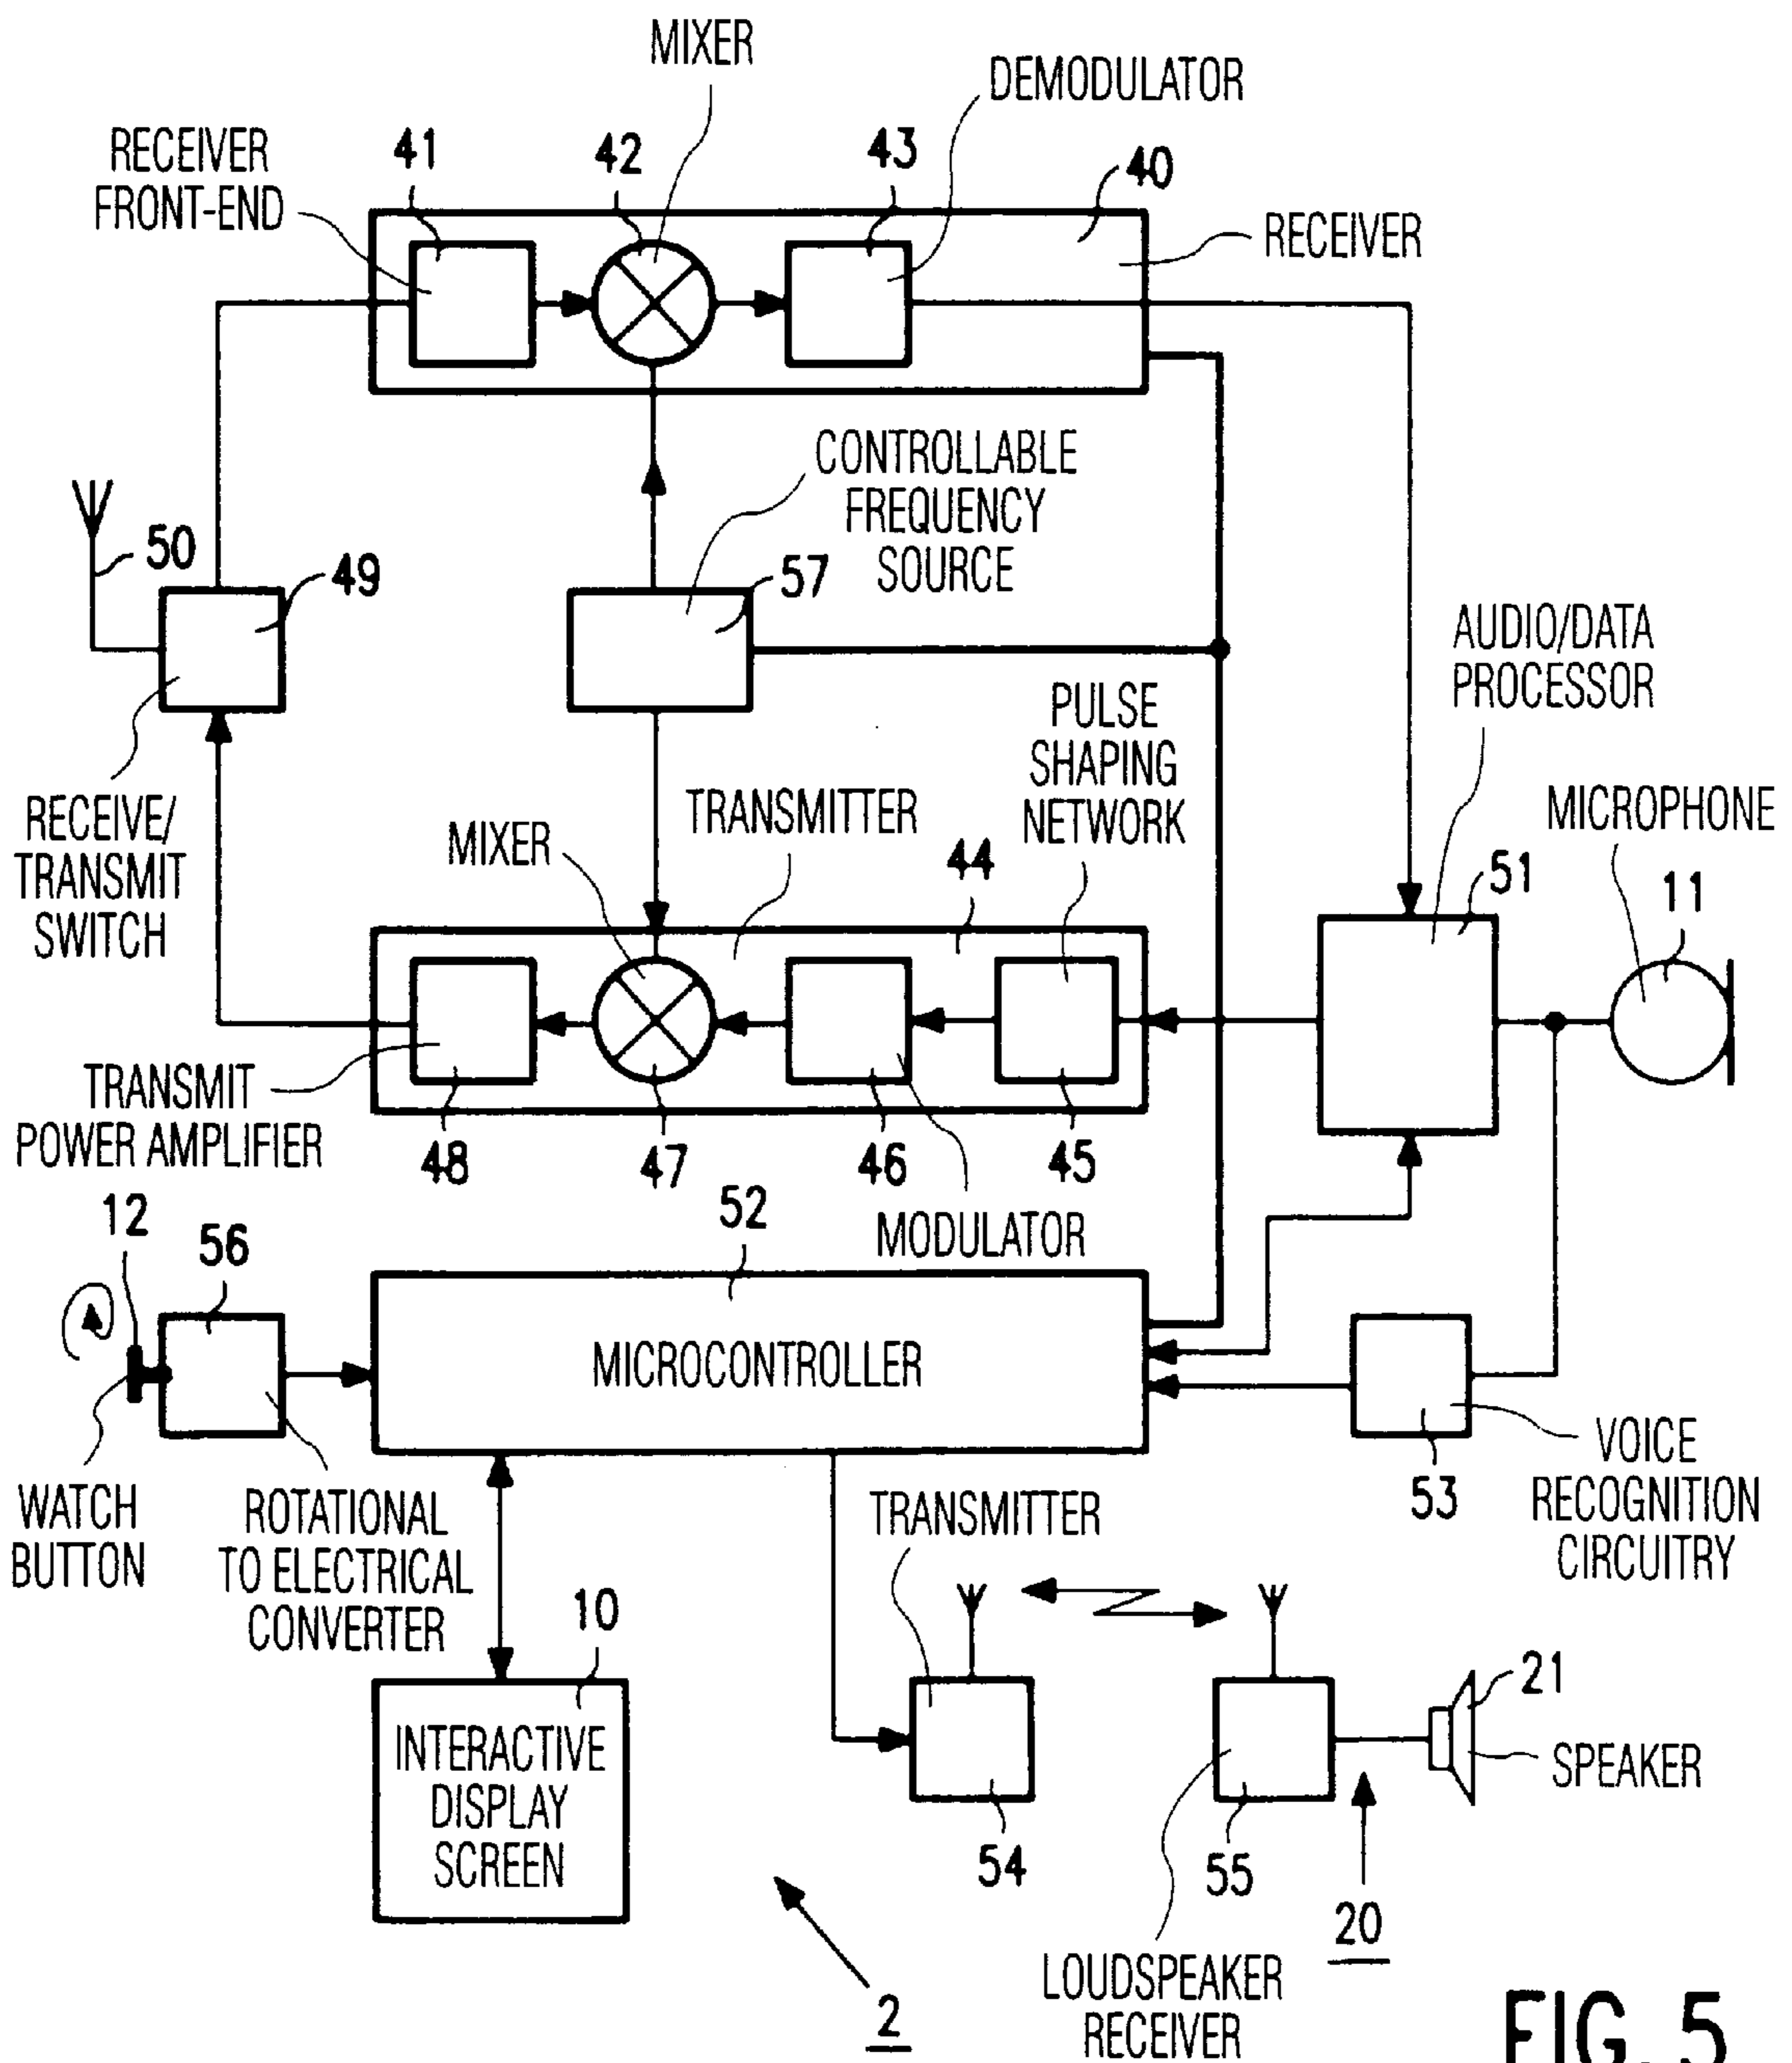 MIXER
DEMODULATOR
RECEIVER
FRONT-END
41
42
43
40
RECEIVER
CONTROLLABLE
FREQUENCY
SOURCE
50
49
57
AUDIO/DATA
PROCESSOR
PULSE
SHAPING
NETWORK
RECEIVE/
TRANSMIT
SWITCH
MIXER
TRANSMITTER
44
MICROPHONE
51
11
TRANSMIT
POWER AMPLIFIER
48
47
46
45
MODULATOR
12
56
52
MICROCONTROLLER
WATCH
BUTTON
ROTATIONAL
TO ELECTRICAL
CONVERTER
53
VOICE
RECOGNITION
CIRCUITRY
TRANSMITTER
10
INTERACTIVE
DISPLAY
SCREEN
54
55
21
SPEAKER
20
LOUDSPEAKER
RECEIVER
2
FIG. 5